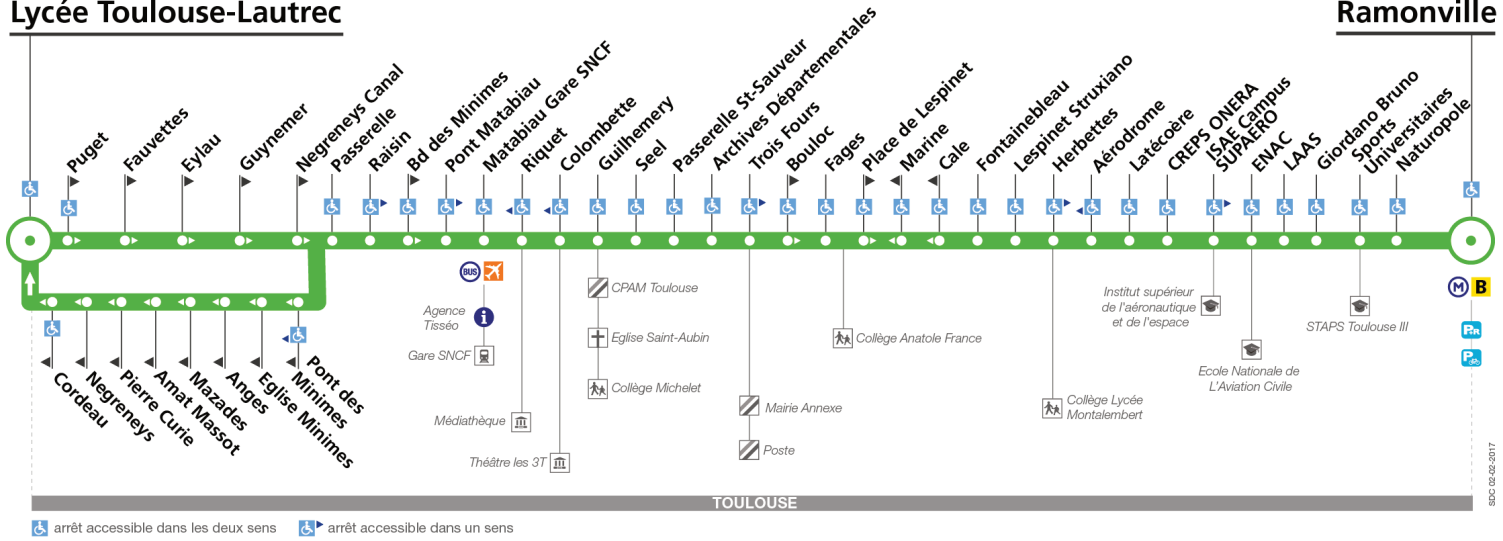 Lycée Toulouse-Lautrec
Ramonville
Puget
Fauvettes
Eylau
Guynemer
Negreneys Canal
Passerelle
Raisin
Bd des Minimes
Pont Matabiau
Matabiau Gare SNCF
Riquet
Colombette
Guilhemery
Seel
Passerelle St-Sauveur
Archives Départementales
Trois Fours
Bouloc
Fages
Place de Lespinet
Marine
Cale
Fontainebleau
Lespinet Struxiano
Herbettes
Aérodrome
Latécoère
CREPS ONERA
ISAE Campus
SUPAERO
ENAC
LAAS
Giordano Bruno
Sports
Universitaires
Naturopole
Cordeau
Negreneys
Pierre Curie
Amat Massot
Mazades
Anges
Eglise Minimes
Pont des
Minimes
BUS
Agence
Tisséo
i
Gare SNCF
Médiathèque
Théâtre les 3T
CPAM Toulouse
Eglise Saint-Aubin
Collège Michelet
Mairie Annexe
Poste
Collège Anatole France
Collège Lycée
Montalembert
Institut supérieur
de l'aéronautique
et de l'espace
Ecole Nationale de
L'Aviation Civile
STAPS Toulouse III
M B
PR
P
TOULOUSE
SDC 02-02-2017
arrêt accessible dans les deux sens
arrêt accessible dans un sens